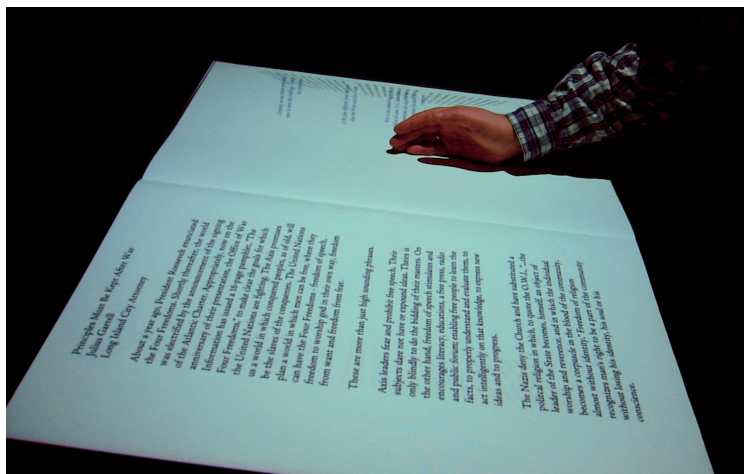 Principles Must Be Kept After War
Julius Garrell
Long Island City Attorney
About a year ago, President Roosevelt enunciated
the Four Freedoms. Shortly thereafter, the world
was electrified by the announcement of the signing
of the Atlantic Charter. Appropriately, now on the
anniversary of their presentation, the Office of War
Information has issued a 16-page pamphlet, "The
Four Freedoms," to make clear the goals for which
the United Nations are fighting. The Axis promises
us a world in which conquered peoples, as of old, will
be the slaves of the conquerors. The United Nations
plan a world in which men can be free, where they
can have the Four Freedoms – freedom of speech,
freedom to worship god in their own way, freedom
from want and freedom from fear.
These are more than just high sounding phrases.
Axis leaders fear and prohibit free speech. Their
subjects dare not have or expound ideas. Theirs is
only blindly to do the bidding of their masters. On
the other hand, freedom of speech stimulates and
encourages literacy, educations, a free press, radio
and public forums enabling free people to learn the
facts, to properly understand and evaluate them, to
act intelligently on that knowledge, to express new
ideas and to progress.
The Nazis deny the Church and have substituted a
political religion in which, to quote the O.W.I., "–the
leader of the State becomes, himself, an object of
worship and reverence, and in which the individual
becomes a corpuscle in the blood of the community,
almost without identity." Freedom of religion
recognizes man's right to be a part of the community
without losing his identity, his soul or his
conscience.